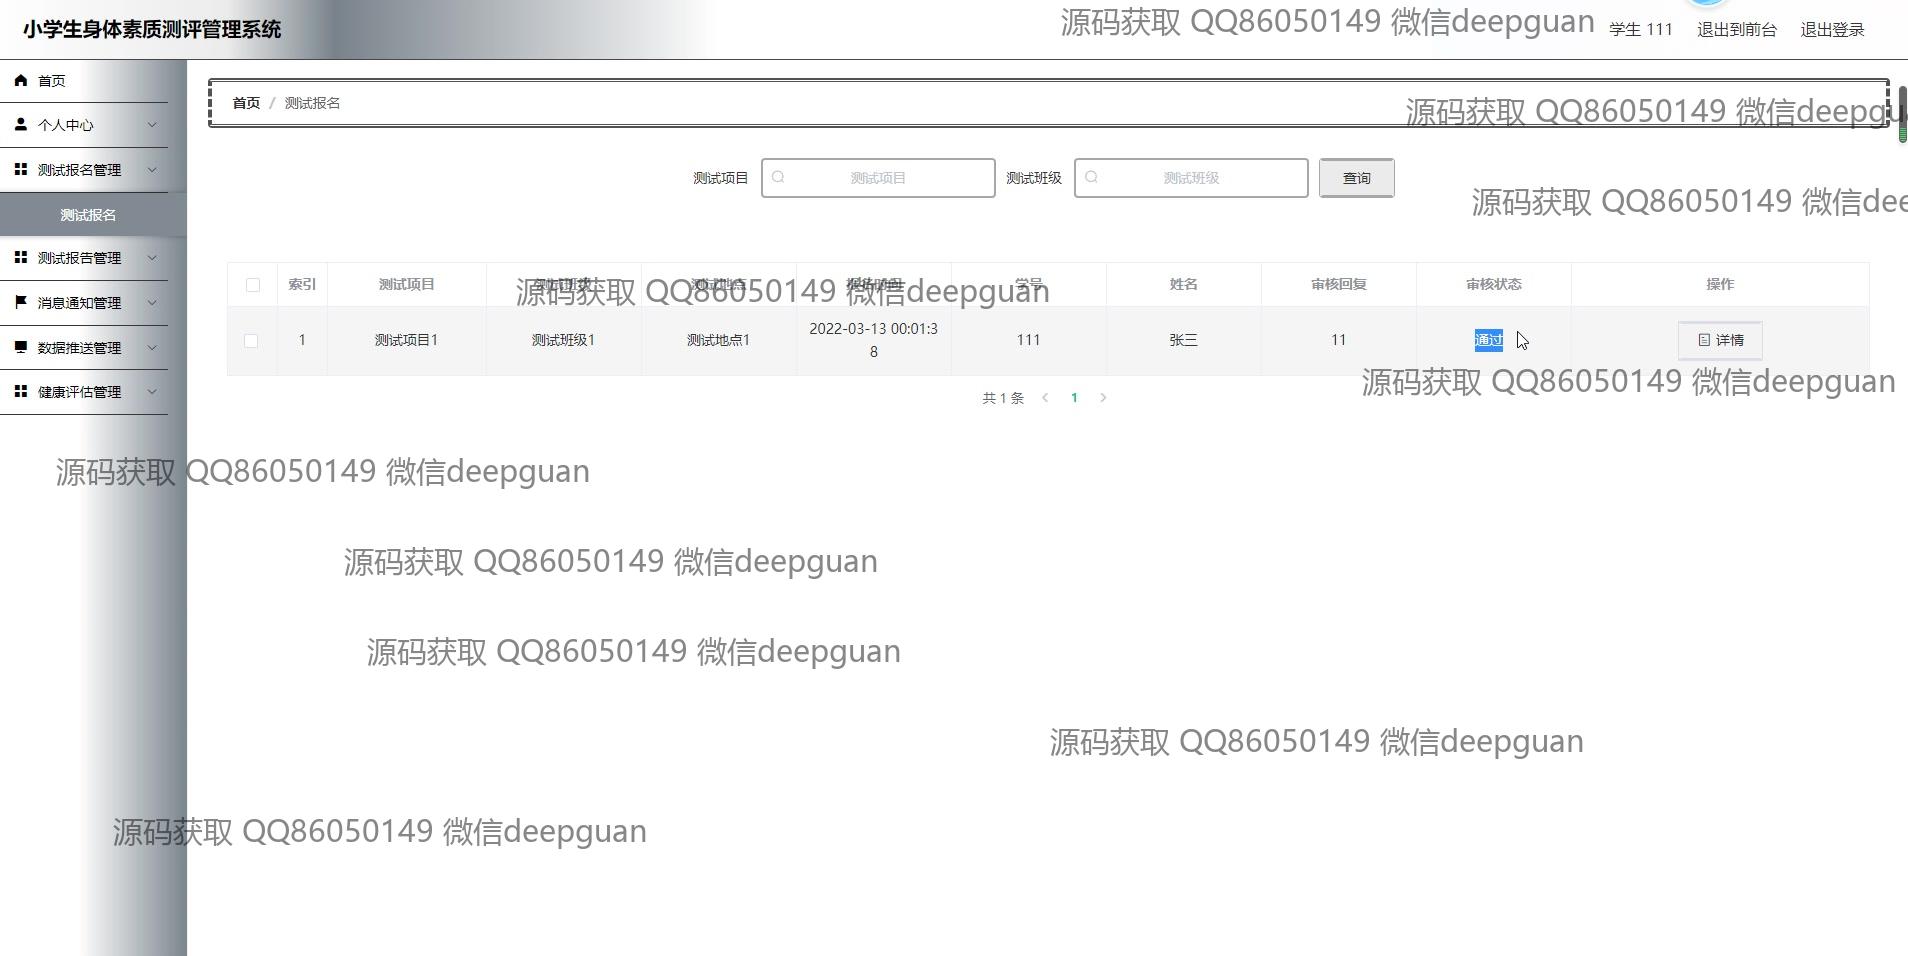 小学生身体素质测评管理系统
源码获取 QQ86050149 微信deepguan
学生 111
退出到前台
退出登录
首页
个人中心
测试报名管理
测试报名
测试报告管理
消息通知管理
数据推送管理
健康评估管理
首页 / 测试报名
源码获取 QQ86050149 微信deepgu
测试项目 测试项目 测试班级 测试班级 查询
源码获取 QQ86050149 微信dee
索引 测试项目 测试班级 测试地点 报名时间 学号 姓名 审核回复 审核状态 操作
源码获取 QQ86050149 微信deepguan
1 测试项目1 测试班级1 测试地点1 2022-03-13 00:01:3 111 张三 11 通过 详情
8
源码获取 QQ86050149 微信deepguan
共 1 条 1
源码获取 QQ86050149 微信deepguan
源码获取 QQ86050149 微信deepguan
源码获取 QQ86050149 微信deepguan
源码获取 QQ86050149 微信deepguan
源码获取 QQ86050149 微信deepguan